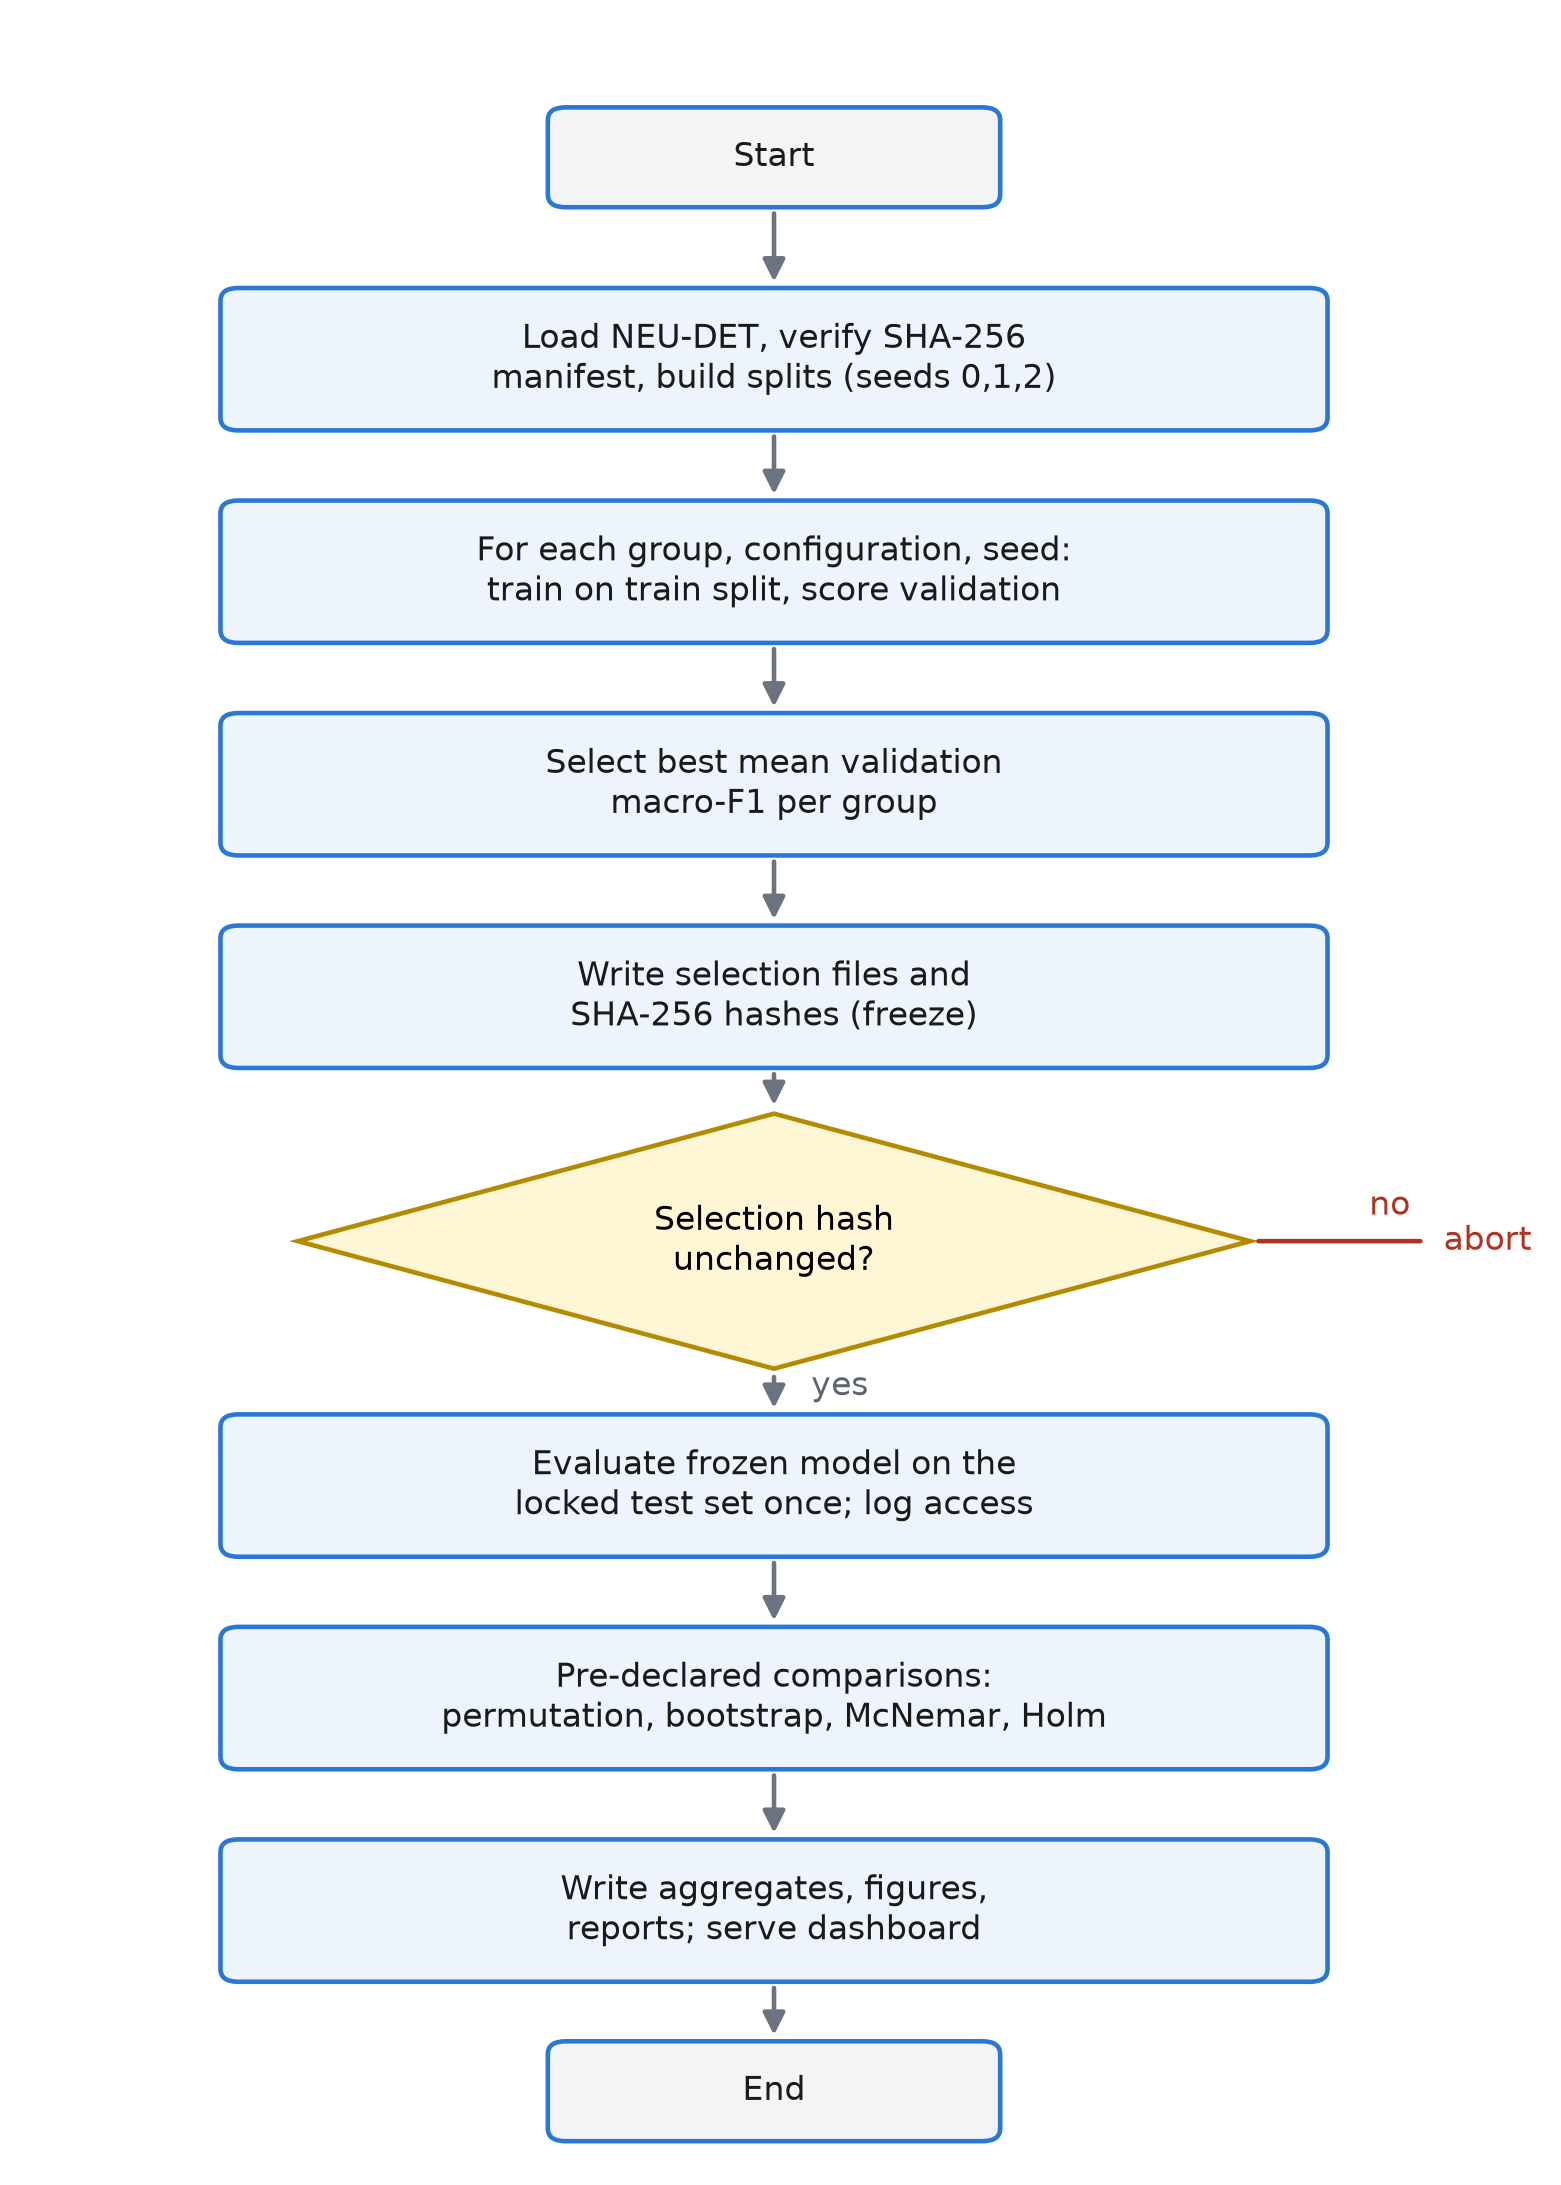 Start
Load NEU-DET, verify SHA-256
manifest, build splits (seeds 0,1,2)
For each group, configuration, seed:
train on train split, score validation
Select best mean validation
macro-F1 per group
Write selection files and
SHA-256 hashes (freeze)
Selection hash
unchanged?
no
abort
yes
Evaluate frozen model on the
locked test set once; log access
Pre-declared comparisons:
permutation, bootstrap, McNemar, Holm
Write aggregates, figures,
reports; serve dashboard
End